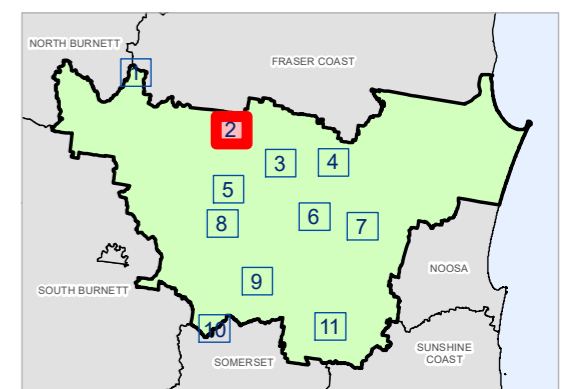 NORTH BURNETT
FRASER COAST
1
2
3
4
5
6
7
8
9
NOOSA
SOUTH BURNETT
10
11
SOMERSET
SUNSHINE
COAST